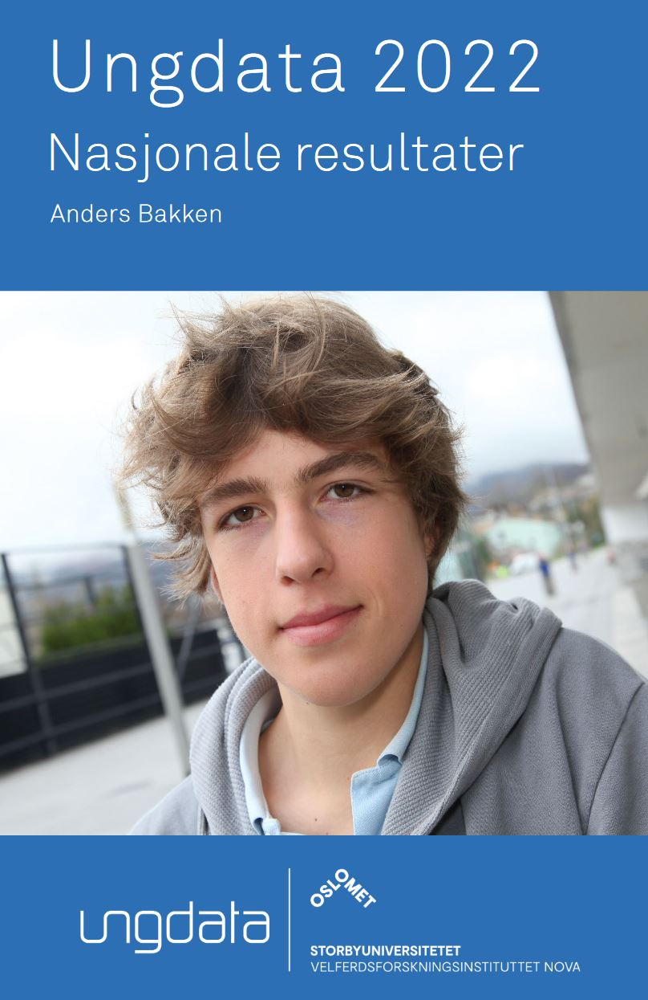 Ungdata 2022
Nasjonale resultater
Anders Bakken
ungdata
OSLOMET
STORBYUNIVERSITETET
VELFERDSFORSKNINGSINSTITUTTET NOVA